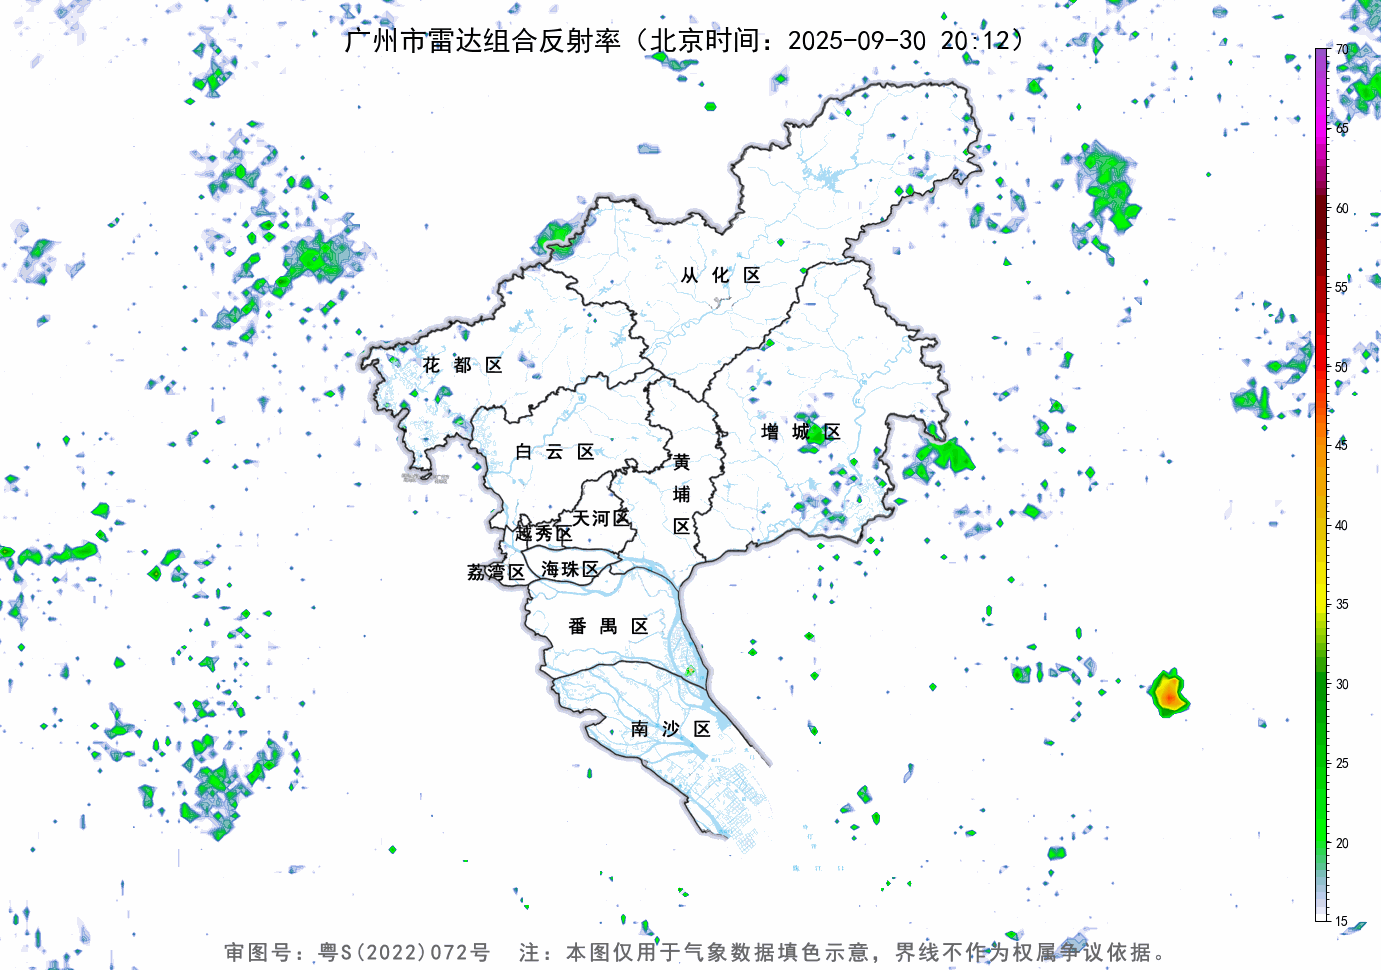 广州市雷达组合反射率（北京时间：2025-09-30 20:12）
70
65
60
55
50
45
40
35
30
25
20
15
从化区
花都区
增城区
白云区
黄埔区
天河区
越秀区
荔湾区
海珠区
番禺区
南沙区
审图号：粤S(2022)072号 注：本图仅用于气象数据填色示意，界线不作为权属争议依据。